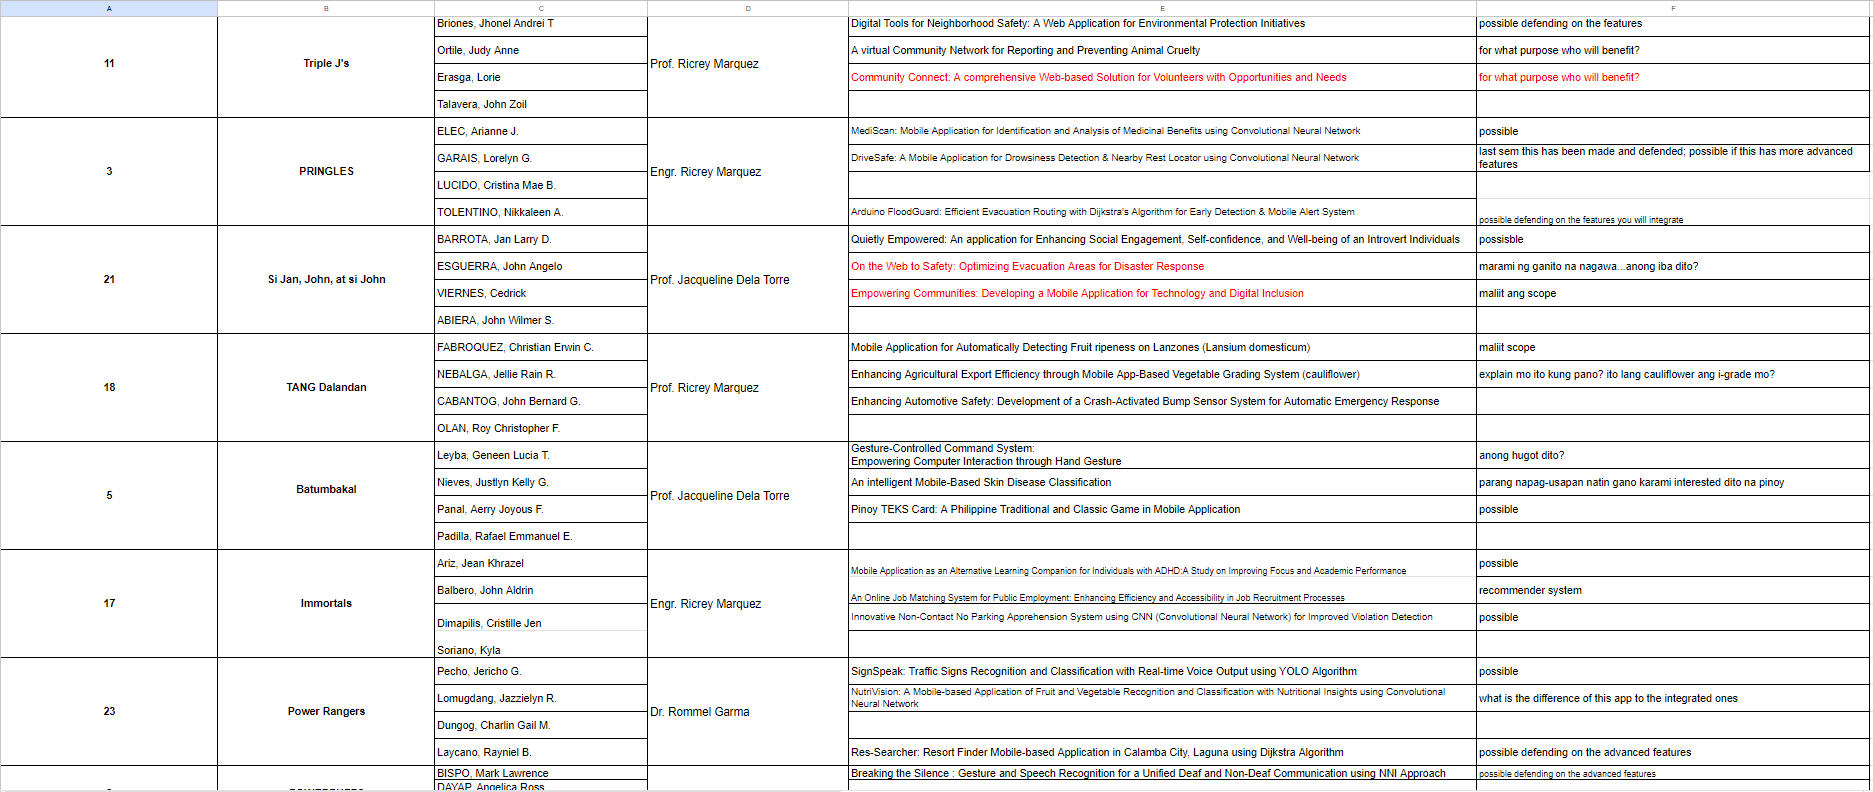 A B C D E F
Briones, Jhonel Andrei T Digital Tools for Neighborhood Safety: A Web Application for Environmental Protection Initiatives possible defending on the features
Ortile, Judy Anne A virtual Community Network for Reporting and Preventing Animal Cruelty for what purpose who will benefit?
11 Triple J's Prof. Ricrey Marquez
Erasga, Lorie Community Connect: A comprehensive Web-based Solution for Volunteers with Opportunities and Needs for what purpose who will benefit?
Talavera, John Zoil
ELEC, Arianne J. MediScan: Mobile Application for Identification and Analysis of Medicinal Benefits using Convolutional Neural Network possible
GARAIS, Lorelyn G. DriveSafe: A Mobile Application for Drowsiness Detection & Nearby Rest Locator using Convolutional Neural Network last sem this has been made and defended; possible if this has more advanced
features
3 PRINGLES Engr. Ricrey Marquez
LUCIDO, Cristina Mae B.
TOLENTINO, Nikkaleen A. Arduino FloodGuard: Efficient Evacuation Routing with Dijkstra's Algorithm for Early Detection & Mobile Alert System possible defending on the features you will integrate
BARROTA, Jan Larry D. Quietly Empowered: An application for Enhancing Social Engagement, Self-confidence, and Well-being of an Introvert Individuals possisble
ESGUERRA, John Angelo On the Web to Safety: Optimizing Evacuation Areas for Disaster Response marami ng ganito na nagawa...anong iba dito?
21 Si Jan, John, at si John Prof. Jacqueline Dela Torre
VIERNES, Cedrick Empowering Communities: Developing a Mobile Application for Technology and Digital Inclusion maliit ang scope
ABIERA, John Wilmer S.
FABROQUEZ, Christian Erwin C. Mobile Application for Automatically Detecting Fruit ripeness on Lanzones (Lansium domesticum) maliit scope
NEBALGA, Jellie Rain R. Enhancing Agricultural Export Efficiency through Mobile App-Based Vegetable Grading System (cauliflower) explain mo ito kung pano? ito lang cauliflower ang i-grade mo?
18 TANG Dalandan Prof. Ricrey Marquez
CABANTOG, John Bernard G. Enhancing Automotive Safety: Development of a Crash-Activated Bump Sensor System for Automatic Emergency Response
OLAN, Roy Christopher F.
Leyba, Geneen Lucia T. Gesture-Controlled Command System:
Empowering Computer Interaction through Hand Gesture anong hugot dito?
Nieves, Justlyn Kelly G. An intelligent Mobile-Based Skin Disease Classification parang napag-usapan natin gano karami interested dito na pinoy
5 Batumbakal Prof. Jacqueline Dela Torre
Panal, Aerry Joyous F. Pinoy TEKS Card: A Philippine Traditional and Classic Game in Mobile Application possible
Padilla, Rafael Emmanuel E.
Ariz, Jean Khrazel Mobile Application as an Alternative Learning Companion for Individuals with ADHD:A Study on Improving Focus and Academic Performance possible
Balbero, John Aldrin An Online Job Matching System for Public Employment: Enhancing Efficiency and Accessibility in Job Recruitment Processes recommender system
17 Immortals Engr. Ricrey Marquez
Dimapilis, Cristille Jen Innovative Non-Contact No Parking Apprehension System using CNN (Convolutional Neural Network) for Improved Violation Detection possible
Soriano, Kyla
Pecho, Jericho G. SignSpeak: Traffic Signs Recognition and Classification with Real-time Voice Output using YOLO Algorithm possible
Lomugdang, Jazzielyn R. NutriVision: A Mobile-based Application of Fruit and Vegetable Recognition and Classification with Nutritional Insights using Convolutional
Neural Network what is the difference of this app to the integrated ones
23 Power Rangers Dr. Rommel Garma
Dungog, Charlin Gail M.
Laycano, Rayniel B. Res-Searcher: Resort Finder Mobile-based Application in Calamba City, Laguna using Dijkstra Algorithm possible defending on the advanced features
BISPO, Mark Lawrence Breaking the Silence : Gesture and Speech Recognition for a Unified Deaf and Non-Deaf Communication using NNI Approach possible defending on the advanced features
DAYAP, Angelica Ross